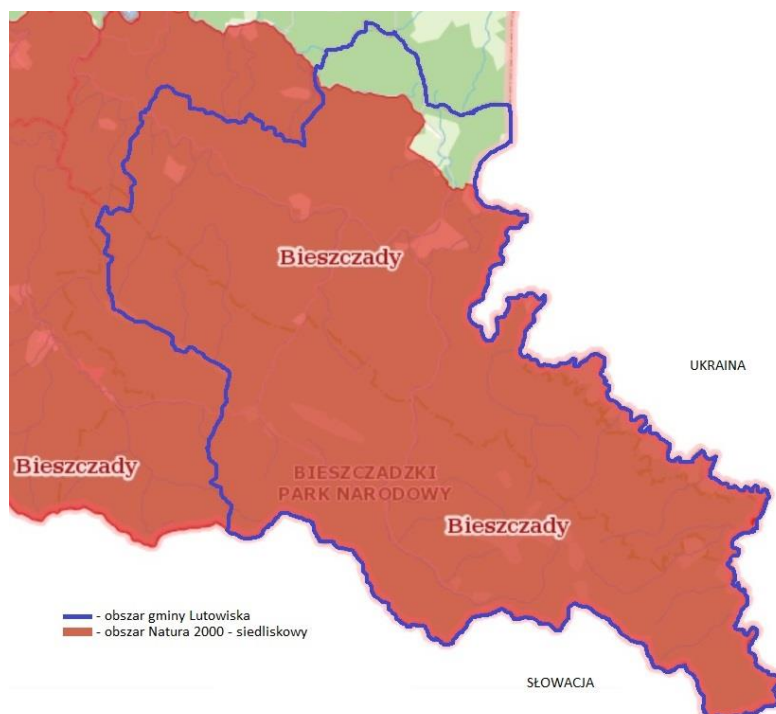 Bieszczady
UKRAINA
Bieszczady
BIESZCZADZKI
PARK NARODOWY
Bieszczady
- obszar gminy Lutowiska
- obszar Natura 2000 - siedliskowy
SŁOWACJA